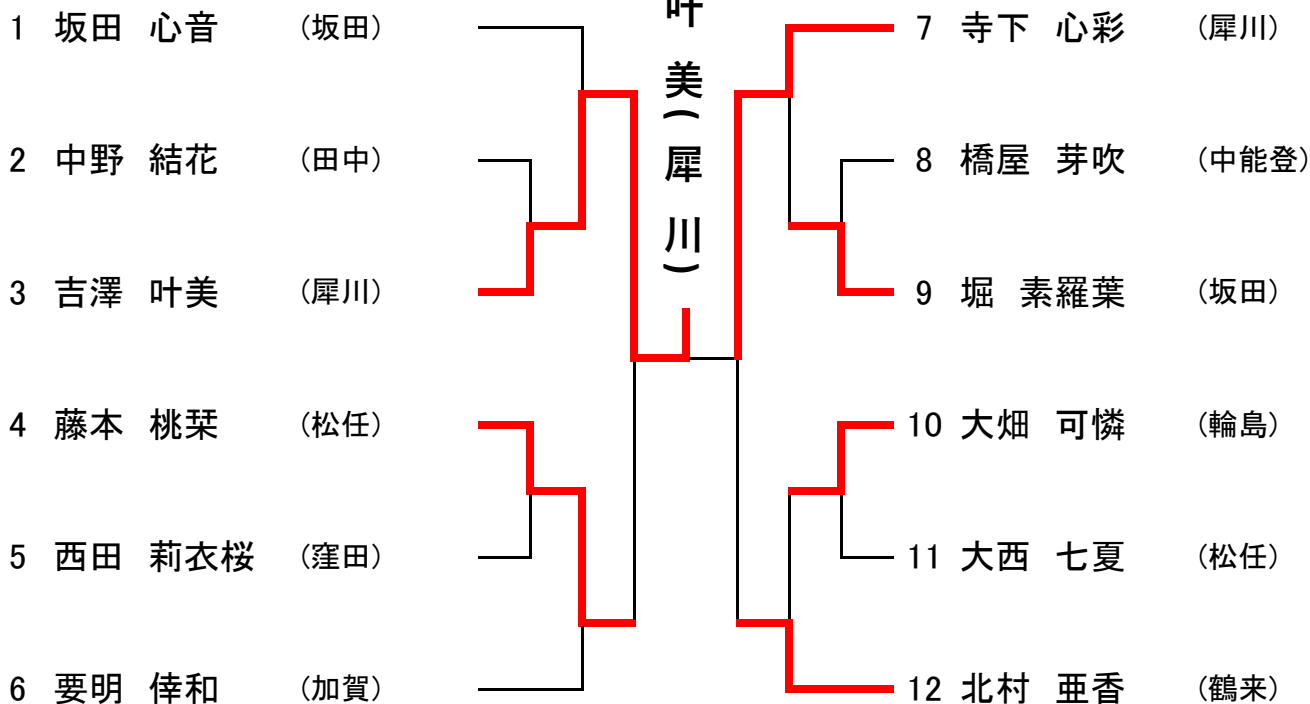 叶美(犀川)
1 坂田 心音 (坂田)
2 中野 結花 (田中)
3 吉澤 叶美 (犀川)
4 藤本 桃栞 (松任)
5 西田 莉衣桜 (窪田)
6 要明 倖和 (加賀)
7 寺下 心彩 (犀川)
8 橋屋 芽吹 (中能登)
9 堀 素羅葉 (坂田)
10 大畑 可憐 (輪島)
11 大西 七夏 (松任)
12 北村 亜香 (鶴来)